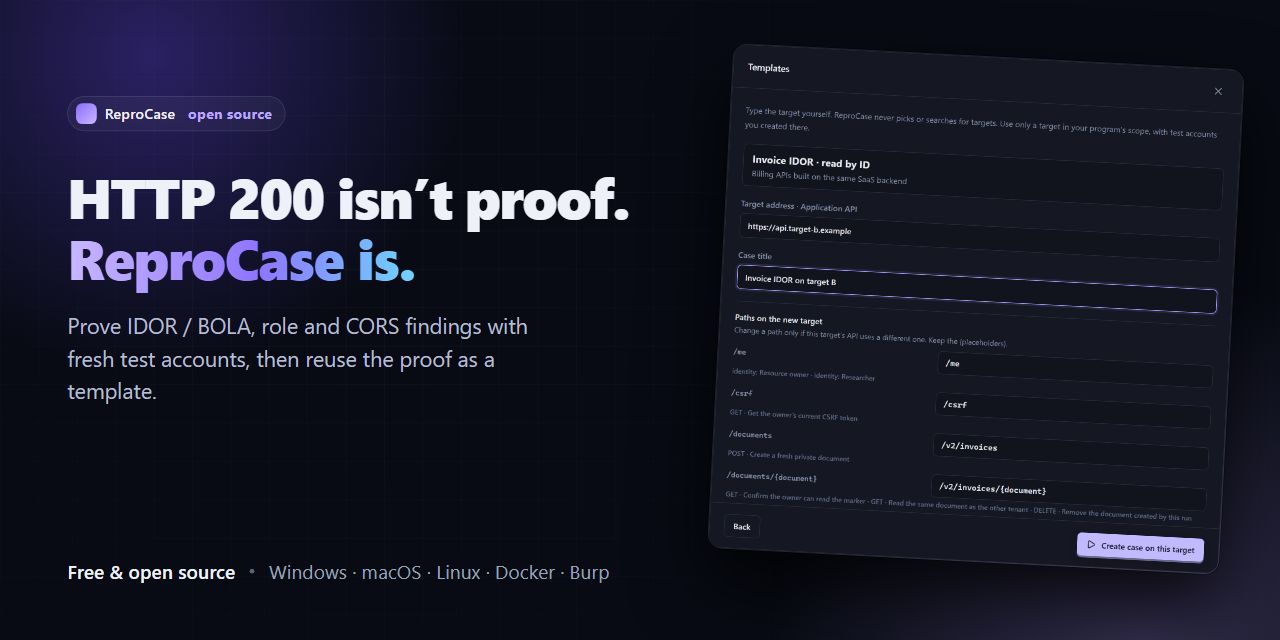 ReproCase open source
HTTP 200 isn’t proof.
ReproCase is.
Prove IDOR / BOLA, role and CORS findings with
fresh test accounts, then reuse the proof as a
template.
Free & open source • Windows · macOS · Linux · Docker · Burp
Templates
Type the target yourself. ReproCase never picks or searches for targets. Use only a target in your program's scope, with test accounts
you created there.
Invoice IDOR · read by ID
Billing APIs built on the same SaaS backend
Target address · Application API
https://api.target-b.example
Case title
Invoice IDOR on target B
Paths on the new target
Change a path only if this target's API uses a different one. Keep the {placeholders}.
/me
/me
identity: Resource owner · identity: Researcher
/csrf
/csrf
GET · Get the owner's current CSRF token
/documents
/v2/invoices
POST · Create a fresh private document
/documents/{document}
/v2/invoices/{document}
GET · Confirm the owner can read the marker · GET · Read the same document as the other tenant · DELETE · Remove the document created by this run
Back
Create case on this target